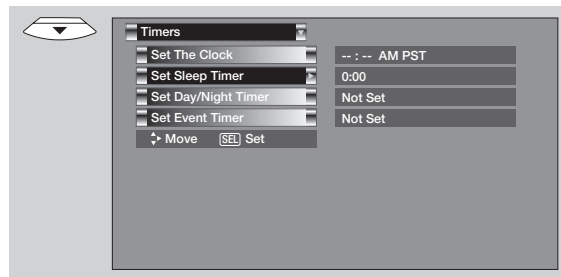 Timers
Set The Clock -- : -- AM PST
Set Sleep Timer 0:00
Set Day/Night Timer Not Set
Set Event Timer Not Set
Move SEL Set